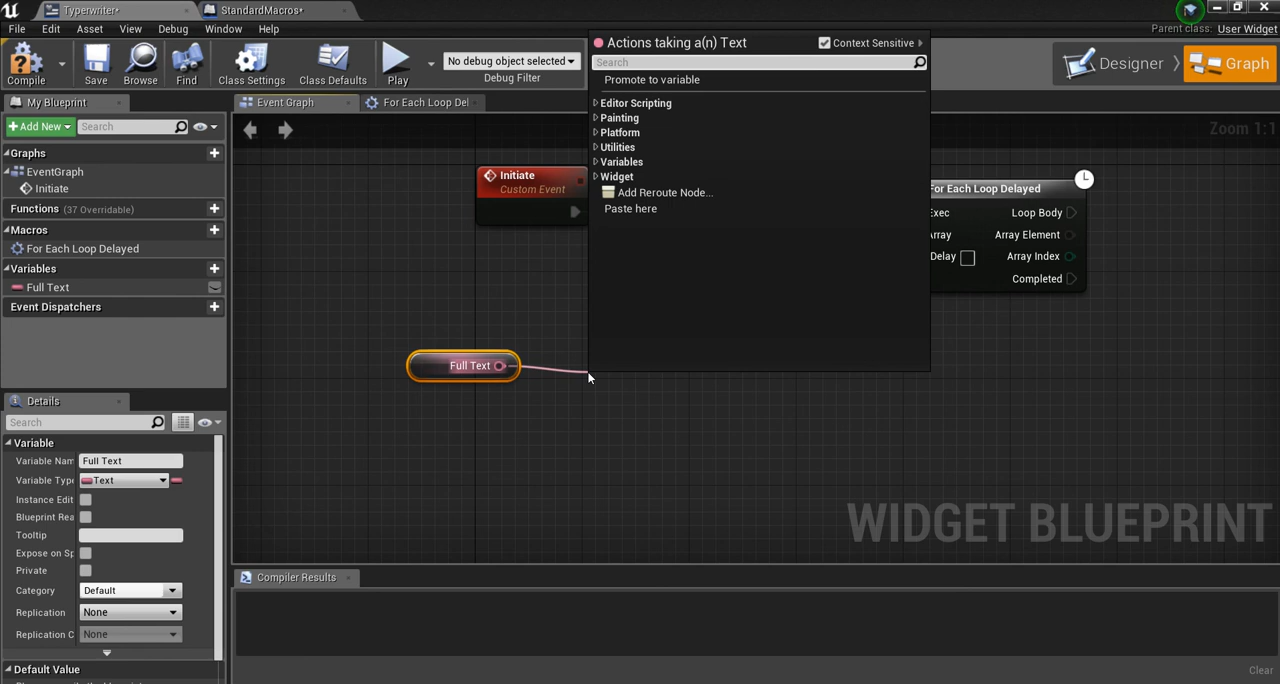 Typewriter*
StandardMacros*
File Edit Asset View Debug Window Help
Parent class: User Widget
Compile Save Browse Find Class Settings Class Defaults Play
No debug object selected
Debug Filter
Designer Graph
My Blueprint
Event Graph
For Each Loop Del
Add New Search
Graphs
EventGraph
Initiate
Functions (37 Overridable)
Macros
For Each Loop Delayed
Variables
Full Text
Event Dispatchers
Zoom 1:1
Initiate
Custom Event
Actions taking a(n) Text Context Sensitive
Search
Promote to variable
Editor Scripting
Painting
Platform
Utilities
Variables
Widget
Add Reroute Node...
Paste here
For Each Loop Delayed
Exec Loop Body
rray Array Element
Delay Array Index
Completed
Full Text
WIDGET BLUEPRINT
Details
Search
Variable
Variable Nam Full Text
Variable Type Text
Instance Edit
Blueprint Rea
Tooltip
Expose on Sp
Private
Category Default
Replication None
Replication C None
Default Value
Compiler Results
Clear